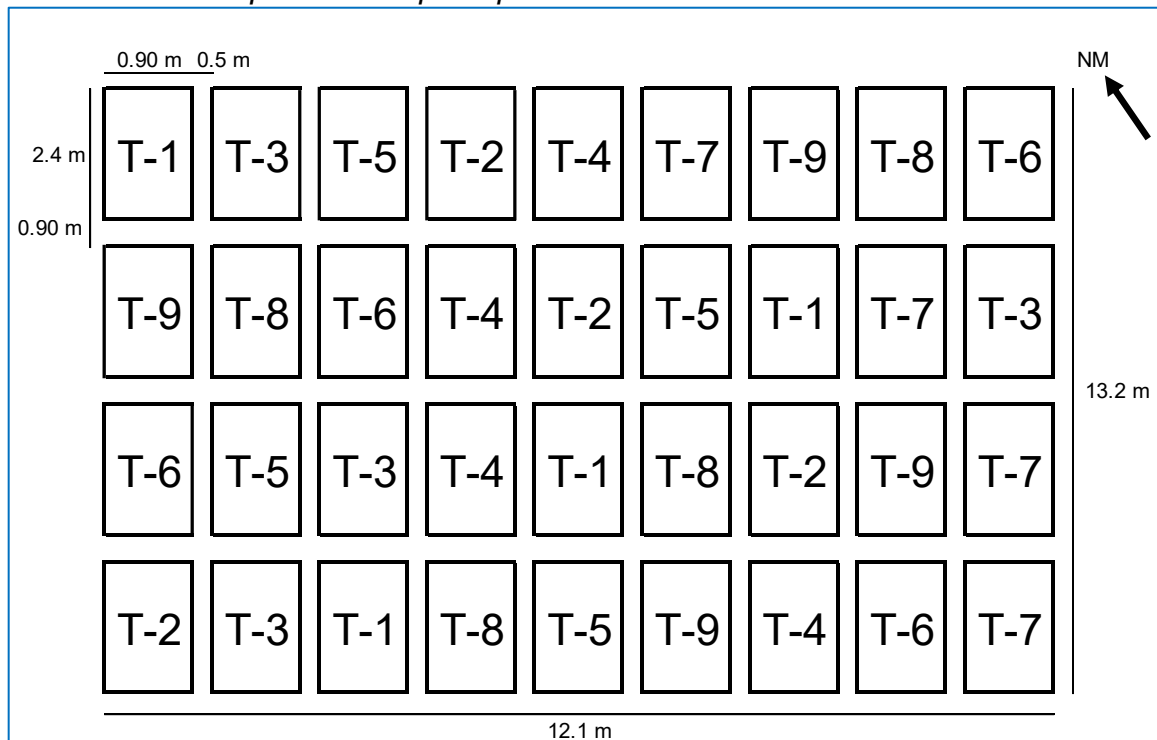 0.90 m 0.5 m
NM
2.4 m
T-1 T-3 T-5 T-2 T-4 T-7 T-9 T-8 T-6
0.90 m
T-9 T-8 T-6 T-4 T-2 T-5 T-1 T-7 T-3
13.2 m
T-6 T-5 T-3 T-4 T-1 T-8 T-2 T-9 T-7
T-2 T-3 T-1 T-8 T-5 T-9 T-4 T-6 T-7
12.1 m